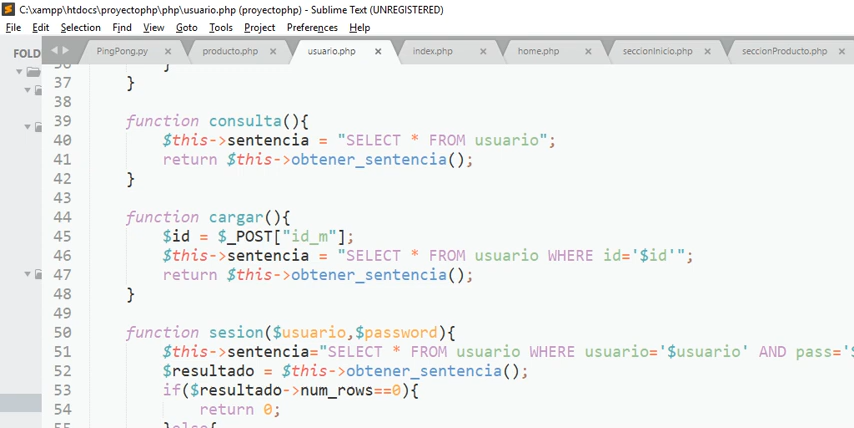 C:\xampp\htdocs\proyectophp\php\usuario.php (proyectophp) - Sublime Text (UNREGISTERED)
File Edit Selection Find View Goto Tools Project Preferences Help
FOLD
PingPong.py × producto.php × usuario.php × index.php × home.php × seccionInicio.php × seccionProducto.php ×
36 }
37 }
38
39 function consulta(){
40 $this->sentencia = "SELECT * FROM usuario";
41 return $this->obtener_sentencia();
42 }
43
44 function cargar(){
45 $id = $_POST["id_m"];
46 $this->sentencia = "SELECT * FROM usuario WHERE id='$id'";
47 return $this->obtener_sentencia();
48 }
49
50 function sesion($usuario,$password){
51 $this->sentencia="SELECT * FROM usuario WHERE usuario='$usuario' AND pass='$
52 $resultado = $this->obtener_sentencia();
53 if($resultado->num_rows==0){
54 return 0;
55 }else{